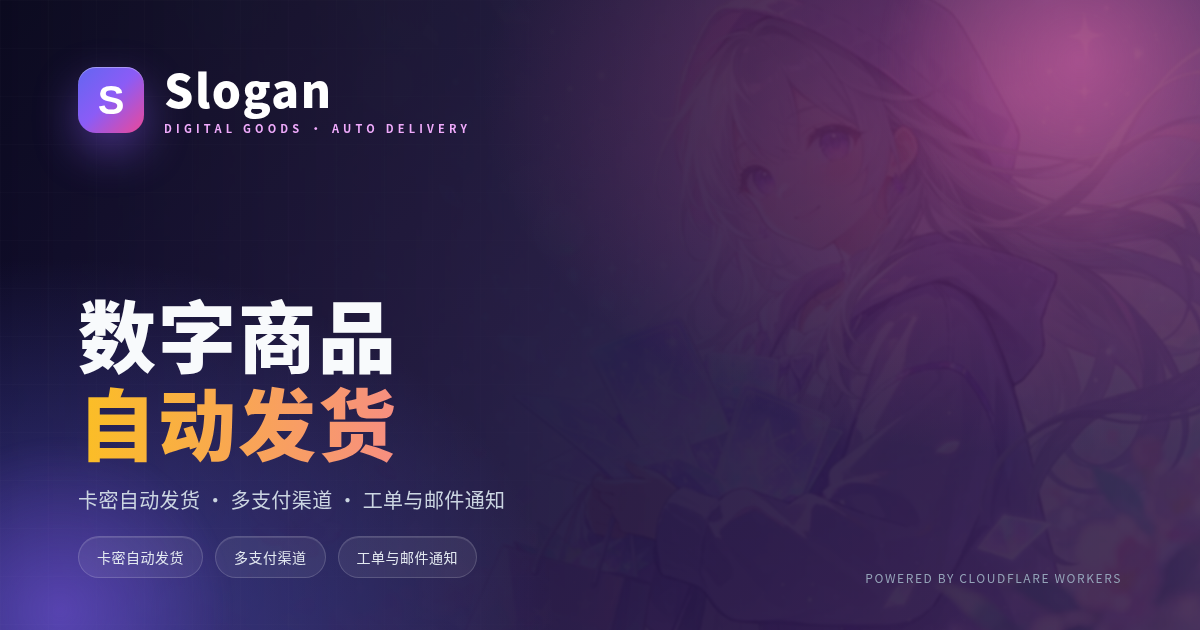 S
Slogan
DIGITAL GOODS · AUTO DELIVERY
数字商品
自动发货
卡密自动发货 • 多支付渠道 • 工单与邮件通知
卡密自动发货 多支付渠道 工单与邮件通知
POWERED BY CLOUDFLARE WORKERS